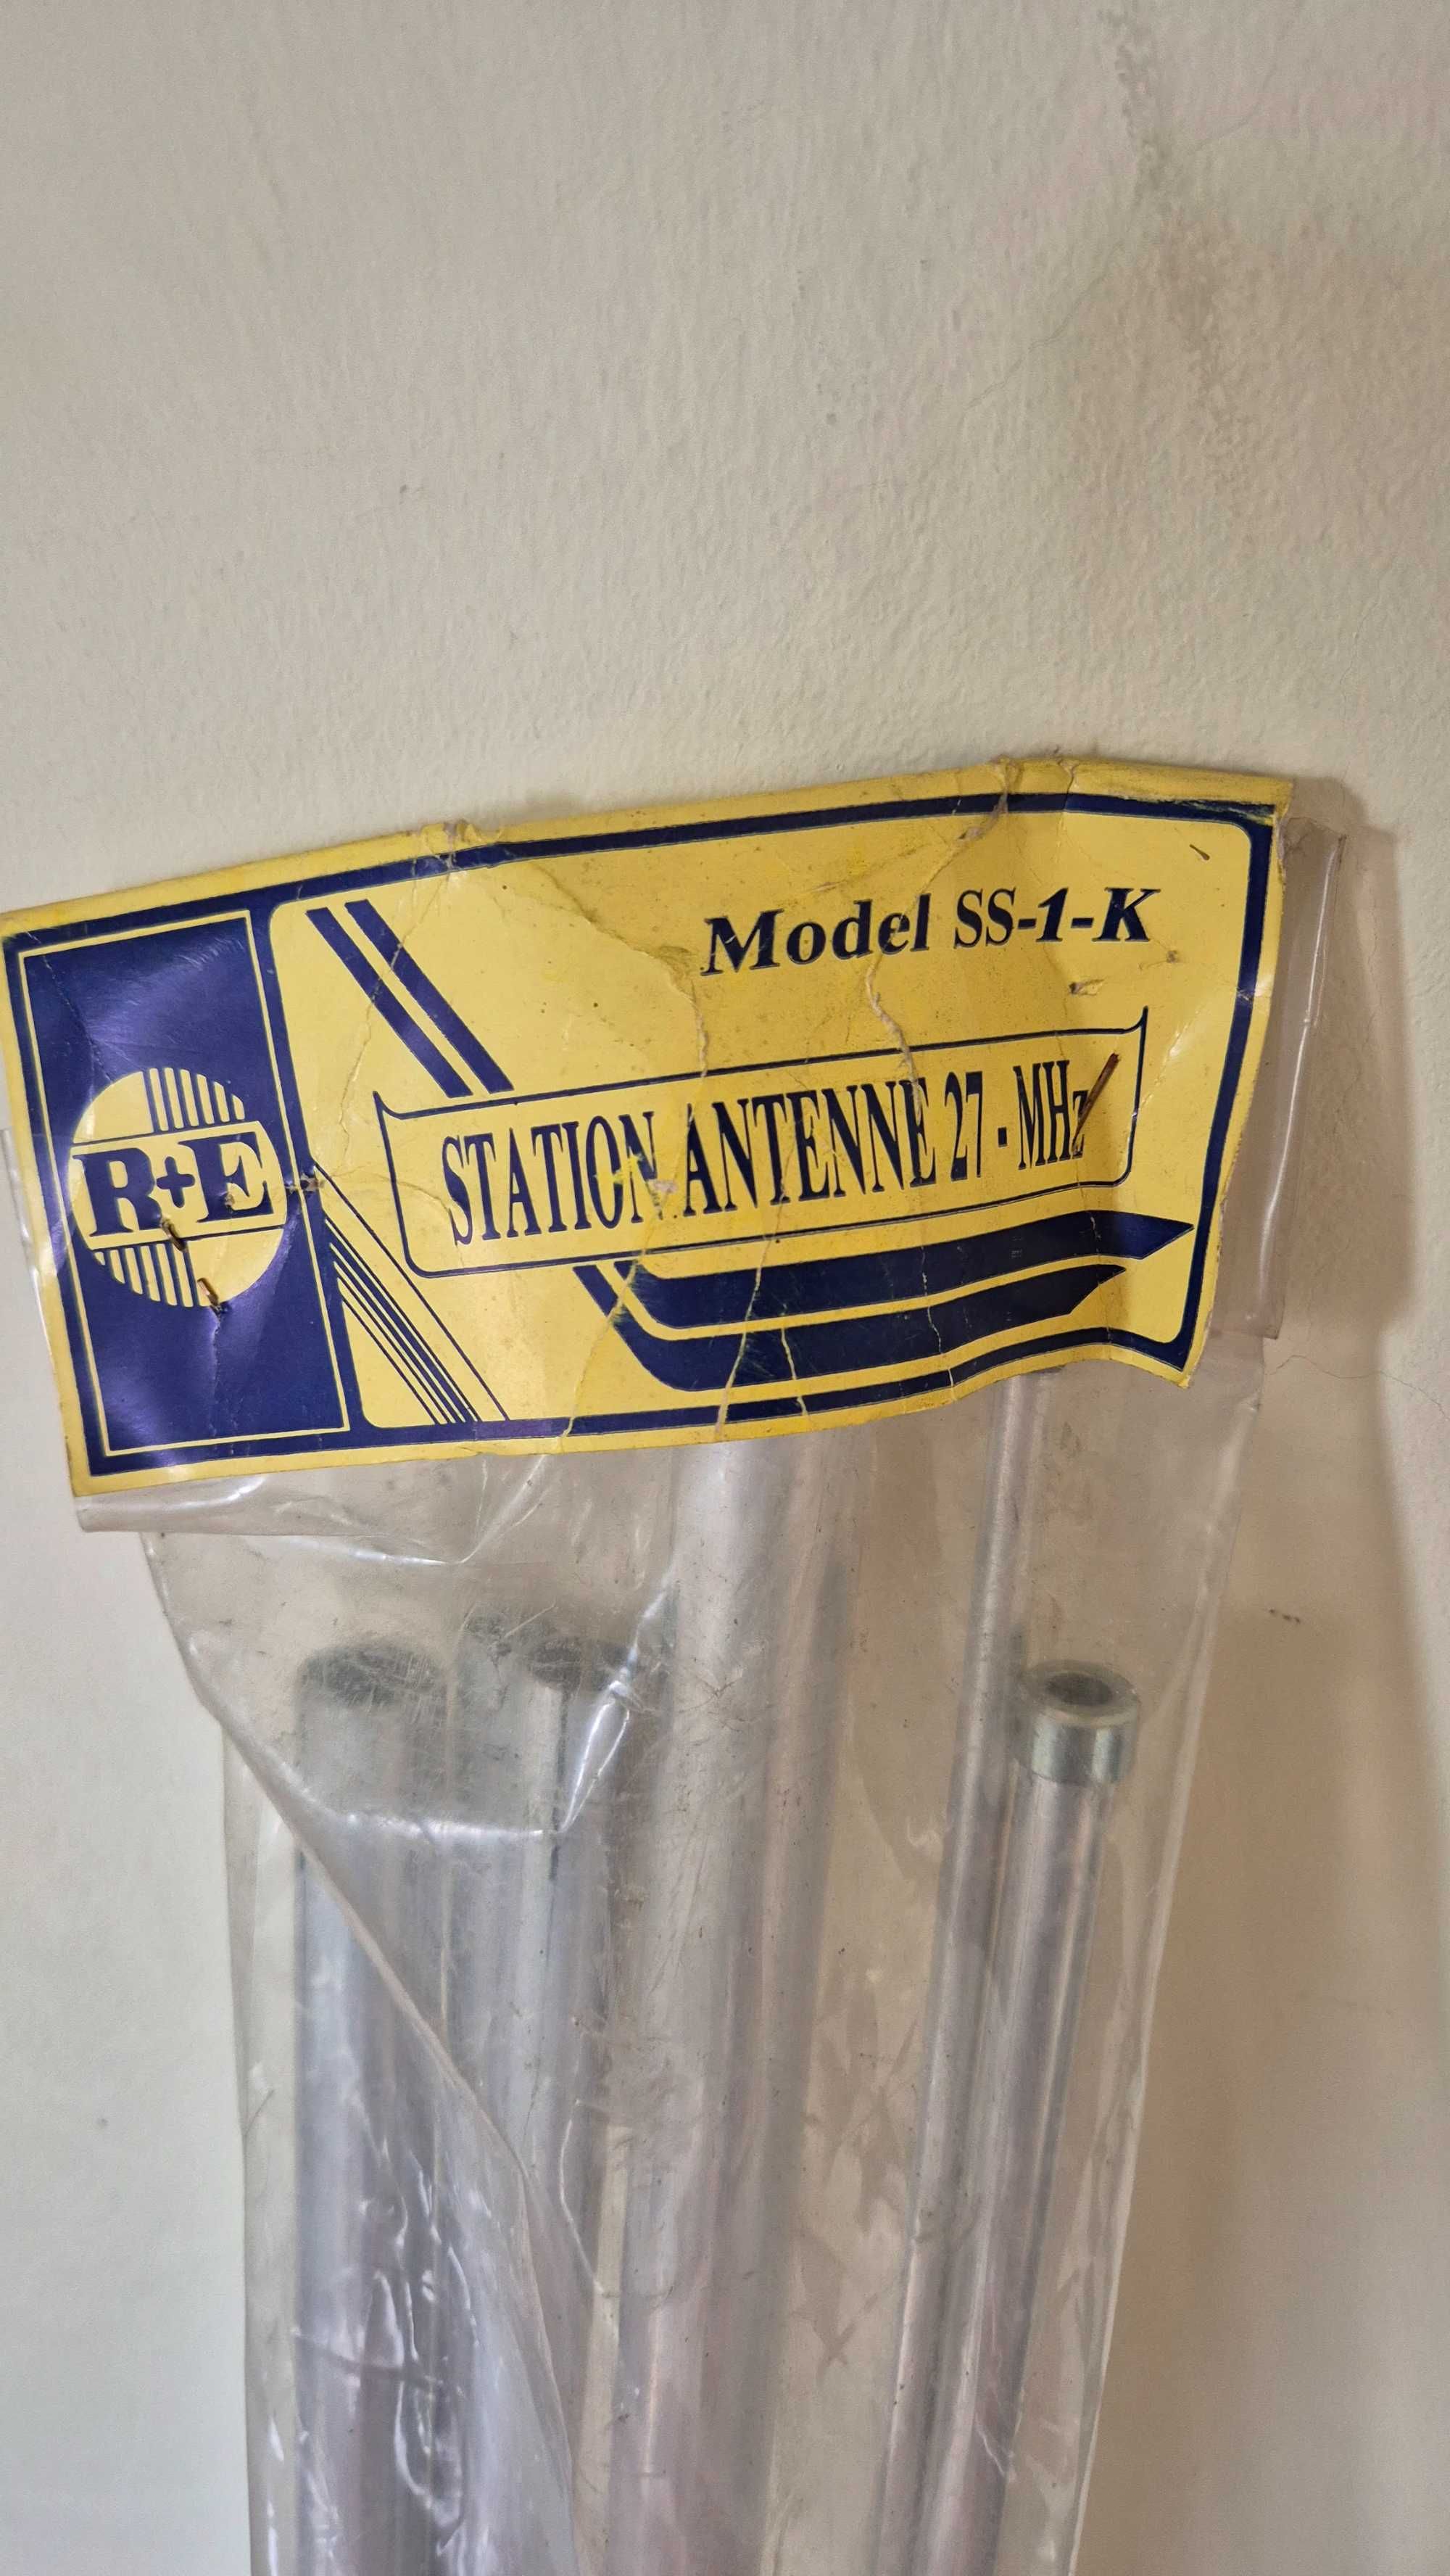 Model SS-1-K
R+E
STATION ANTENNE 27 - MHz